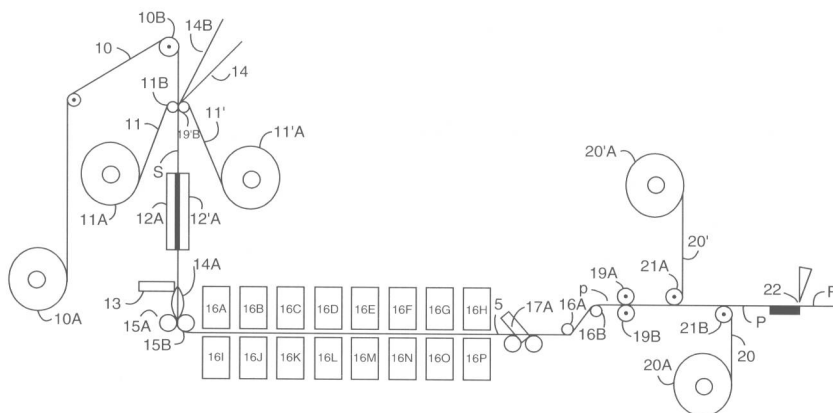 10B
14B
10
14
11B
11
19'B
11'
11'A
S
20'A
11A
12A
12'A
20'
14A
10A
13
15A
15B
16A
16B
16C
16D
16E
16F
16G
16H
16I
16J
16K
16L
16M
16N
16O
16P
5
17A
16A
16B
p
19A
19B
21A
21B
P
22
20
20A